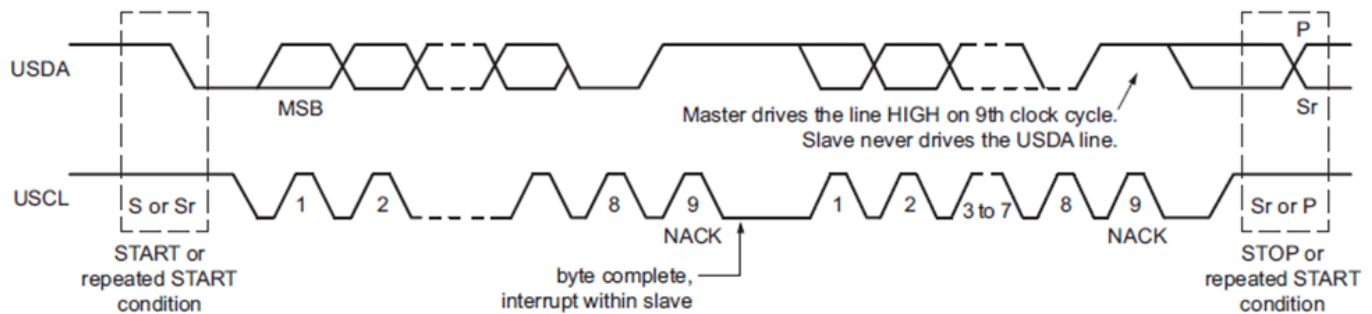 P
USDA
MSB
Master drives the line HIGH on 9th clock cycle.
Slave never drives the USDA line.
Sr
USCL
S or Sr
1
2
8
9
1
2
3 to 7
8
9
Sr or P
NACK
NACK
START or
repeated START
condition
byte complete,
interrupt within slave
STOP or
repeated START
condition